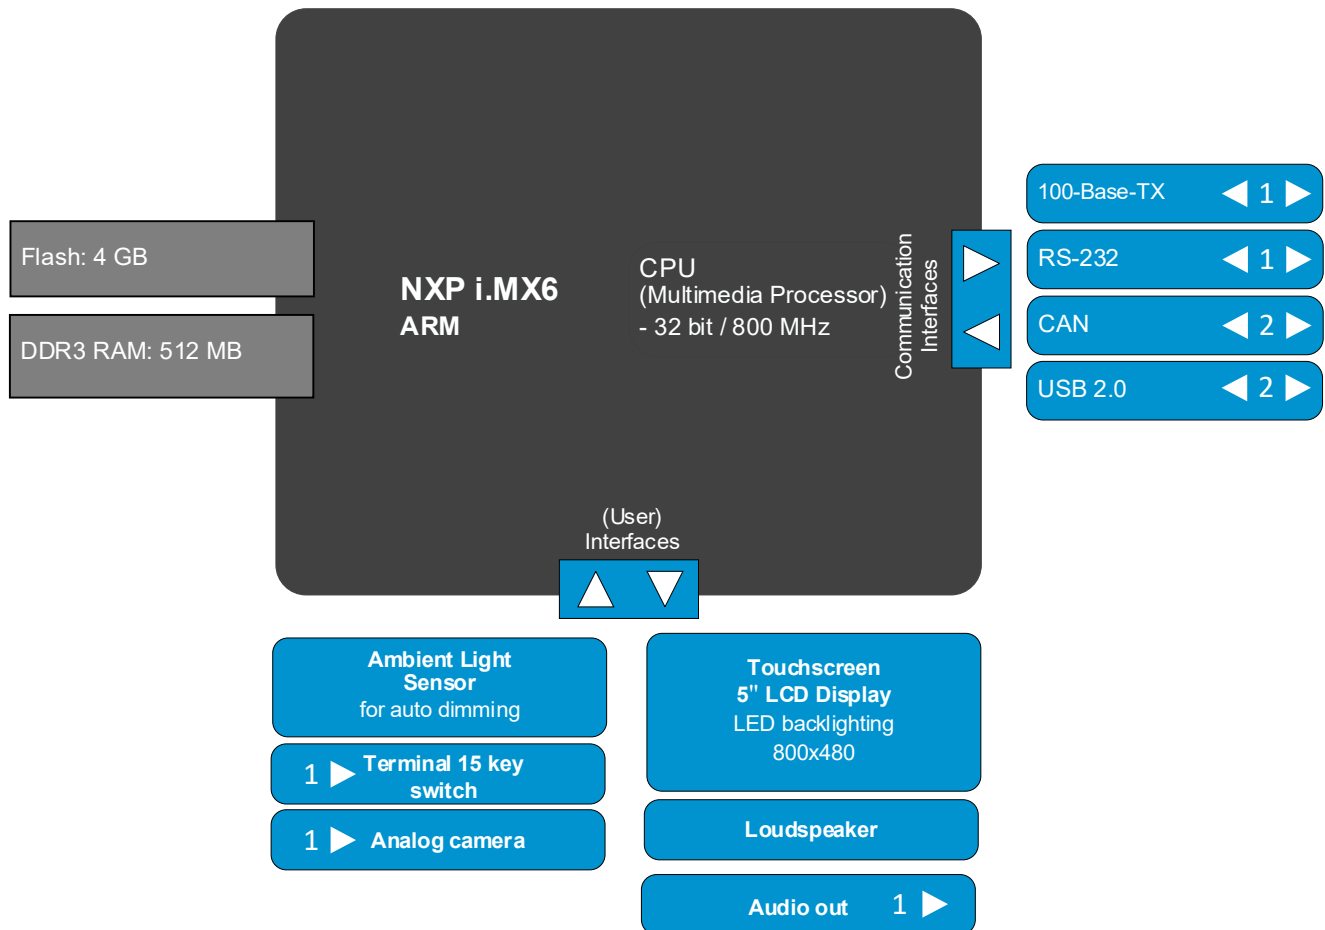 Flash: 4 GB
DDR3 RAM: 512 MB
NXP i.MX6
ARM
CPU
(Multimedia Processor)
- 32 bit / 800 MHz
Communication
Interfaces
100-Base-TX 1
RS-232 1
CAN 2
USB 2.0 2
(User)
Interfaces
Ambient Light
Sensor
for auto dimming
1 Terminal 15 key
switch
1 Analog camera
Touchscreen
5" LCD Display
LED backlighting
800x480
Loudspeaker
Audio out 1